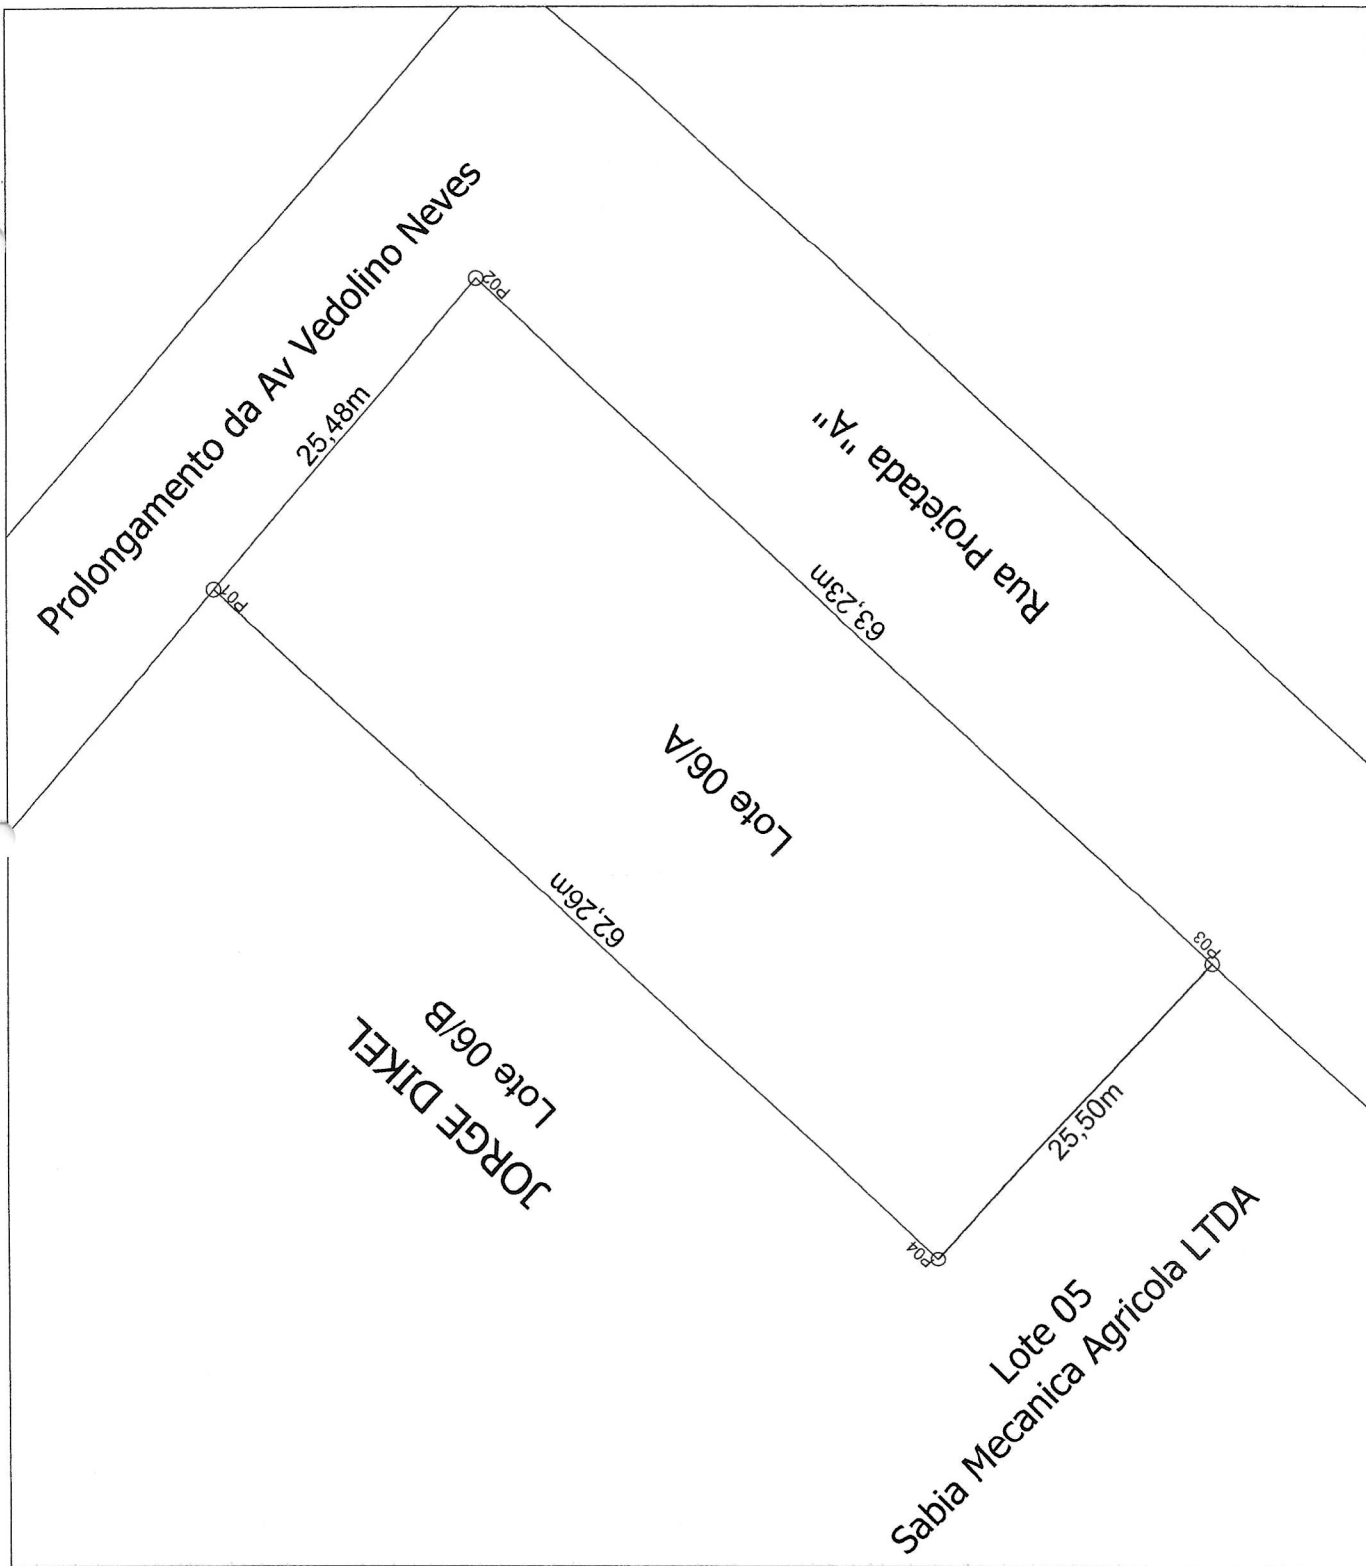 Prolongamento da Av Vedolino Neves
25,48m
P02
P01
Rua Projetada "A"
63,23m
Lote 06/A
62,26m
P03
JORGE DIKEL
Lote 06/B
25,50m
P04
Lote 05
Sabia Mecanica Agricola LTDA